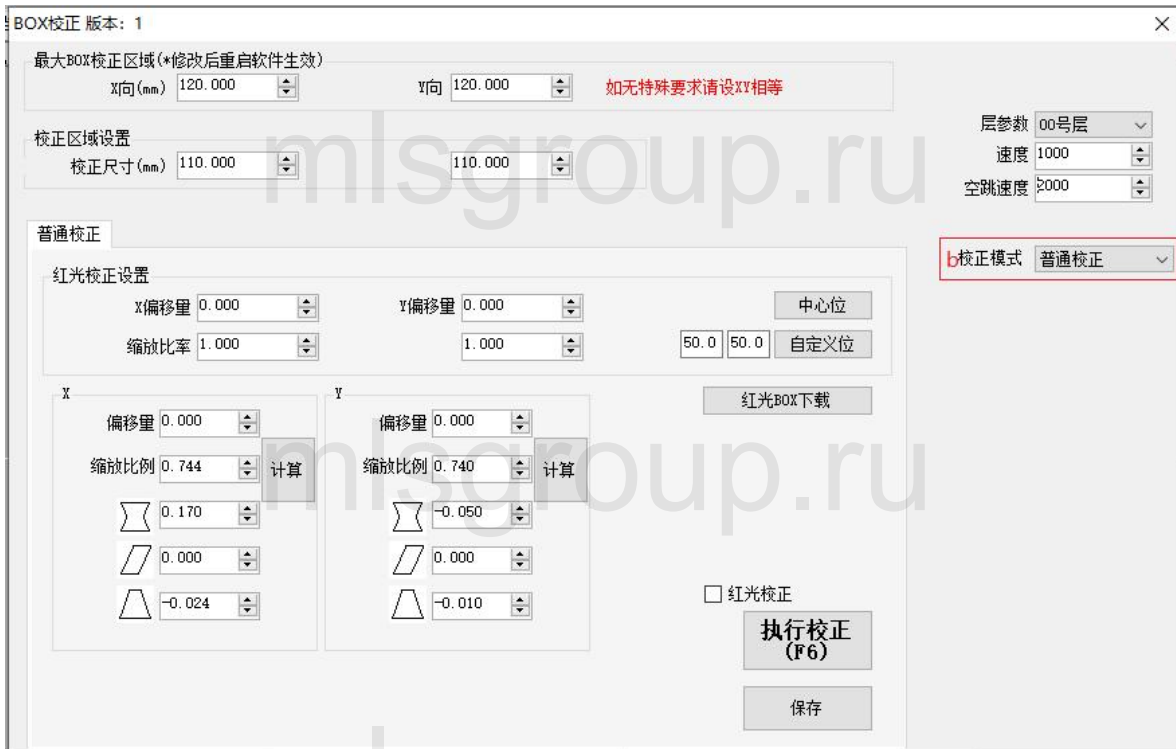 BOX校正 版本: 1
最大BOX校正区域(*修改后重启软件生效)
X向(mm) 120.000 Y向 120.000 如无特殊要求请设XY相等
校正区域设置
校正尺寸(mm) 110.000 110.000
层参数 00号层
速度 1000
空跳速度 2000
b校正模式 普通校正
普通校正
红光校正设置
X偏移量 0.000 Y偏移量 0.000 中心位
缩放比率 1.000 1.000 50.0 50.0 自定义位
红光BOX下载
X
偏移量 0.000
缩放比例 0.744 计算
0.170
0.000
-0.024
Y
偏移量 0.000
缩放比例 0.740 计算
-0.050
0.000
-0.010
红光校正
执行校正
(F6)
保存
mlsgroup.ru
mlsgroup.ru